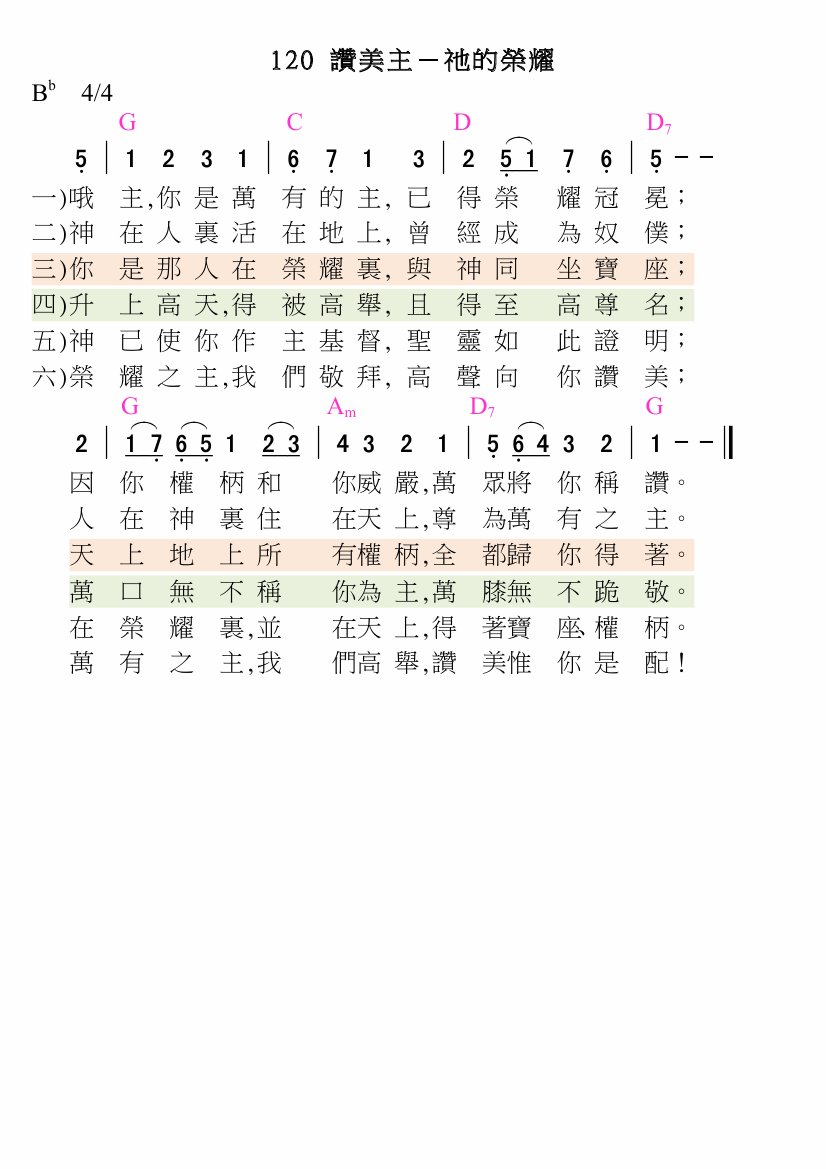 120 讚美主－祂的榮耀
B♭ 4/4
G C D D7
5̣ | 1 2 3 1 | 6̣ 7̣ 1 3 | 2 5̣ 1 7̣ 6̣ | 5̣ － －
一)哦 主,你是萬 有的主,已 得榮 耀冠 冕；
二)神 在人裏活 在地上,曾 經成 為奴 僕；
三)你 是那人在 榮耀裏,與 神同 坐寶 座；
四)升 上高天,得 被高舉,且 得至 高尊 名；
五)神 已使你作 主基督,聖 靈如 此證 明；
六)榮 耀之主,我 們敬拜,高 聲向 你讚 美；
G Am D7 G
2 | 1 7̣ 6̣ 5̣ 1 2 3 | 4 3 2 1 | 5̣ 6̣ 4 3 2 | 1 － － ‖
因 你權柄和 你威嚴,萬 眾將你稱 讚。
人 在神裏住 在天上,尊 為萬有之 主。
天 上地上所 有權柄,全 都歸你得 著。
萬 口無不稱 你為主,萬 膝無不跪 敬。
在 榮耀裏,並 在天上,得 著寶座、權 柄。
萬 有之主,我 們高舉,讚 美惟你是 配！